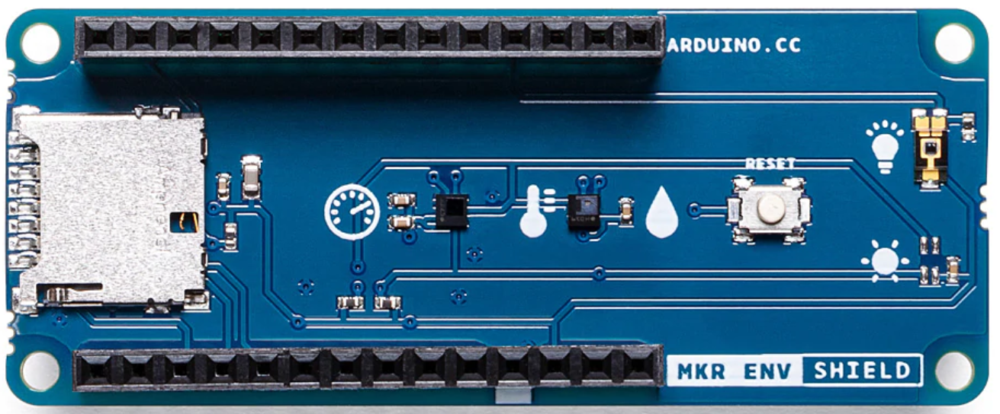 ARDUINO.CC
RESET
MKR ENV SHIELD